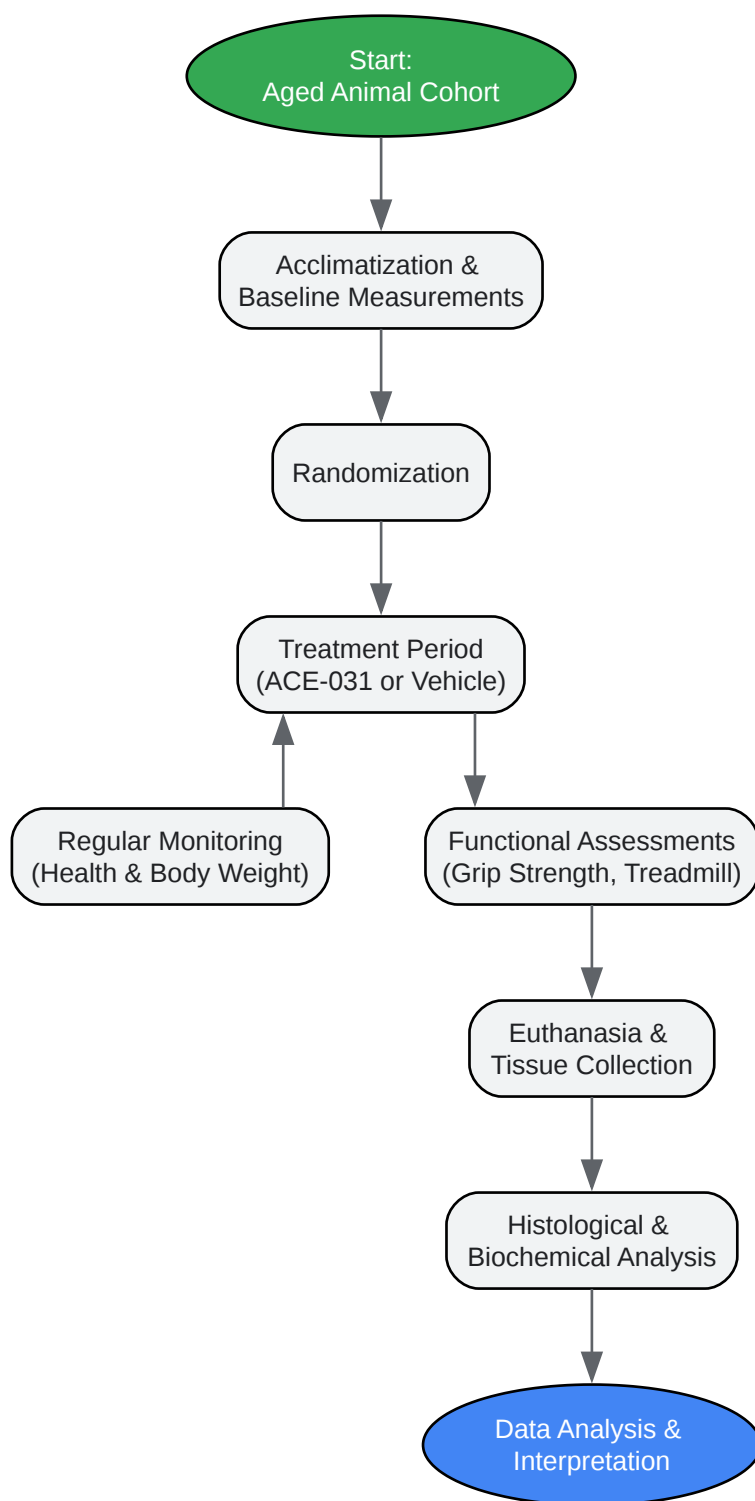 Start:
Aged Animal Cohort
Acclimatization &
Baseline Measurements
Randomization
Treatment Period
(ACE-031 or Vehicle)
Regular Monitoring
(Health & Body Weight)
Functional Assessments
(Grip Strength, Treadmill)
Euthanasia &
Tissue Collection
Histological &
Biochemical Analysis
Data Analysis &
Interpretation